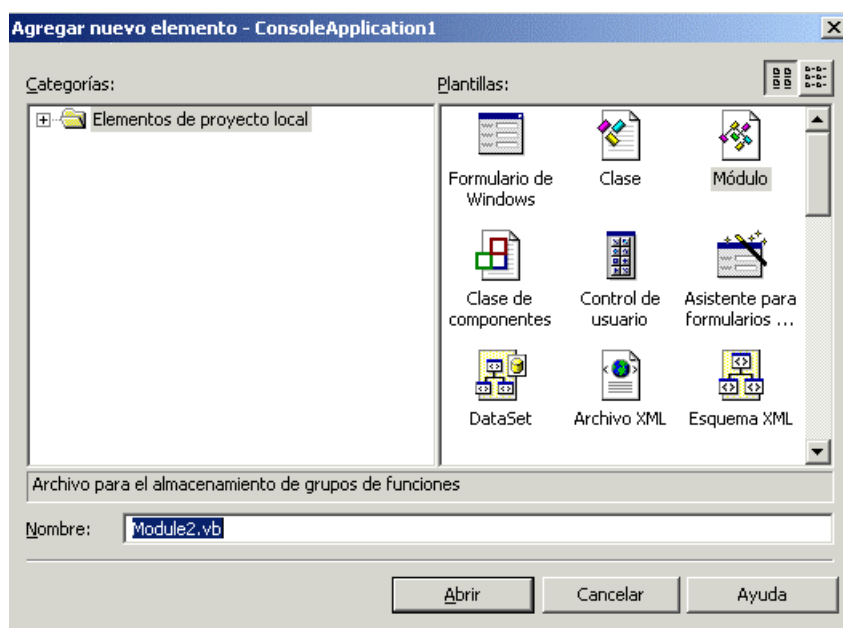 Agregar nuevo elemento - ConsoleApplication1
Categorías:
Plantillas:
Elementos de proyecto local
Formulario de Windows
Clase
Módulo
Clase de componentes
Control de usuario
Asistente para formularios ...
DataSet
Archivo XML
Esquema XML
Archivo para el almacenamiento de grupos de funciones
Nombre:
Module2.vb
Abrir
Cancelar
Ayuda